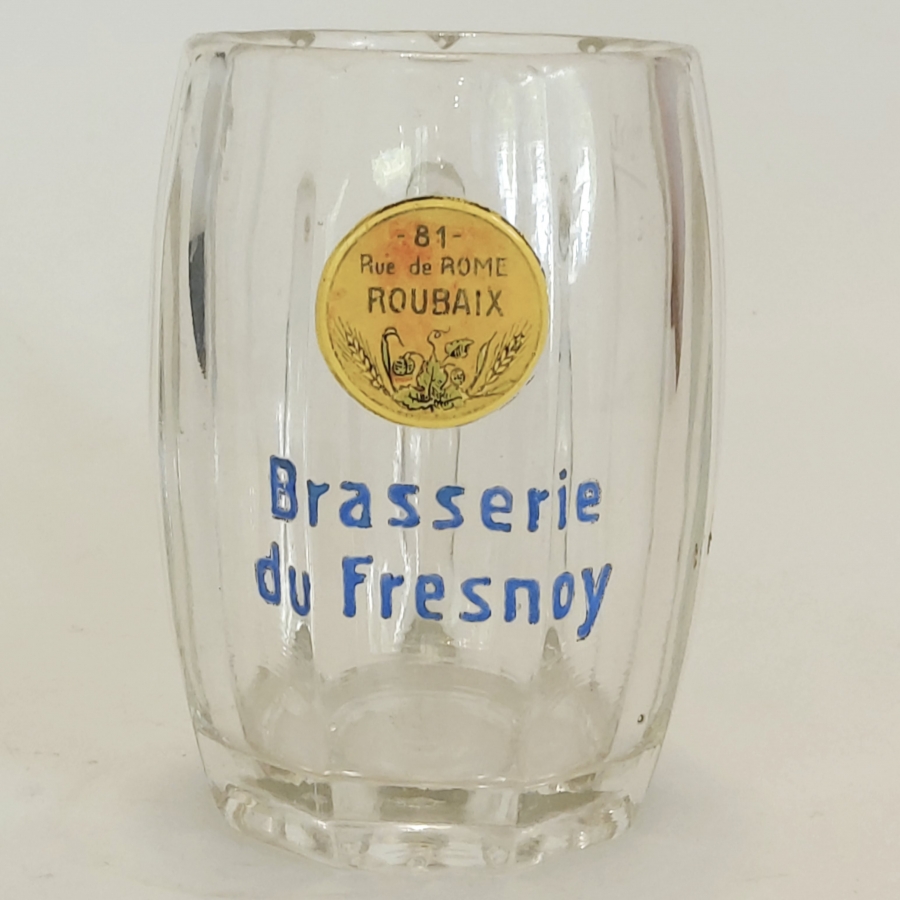 -81-
Rue de ROME
ROUBAIX
Brasserie
du Fresnoy